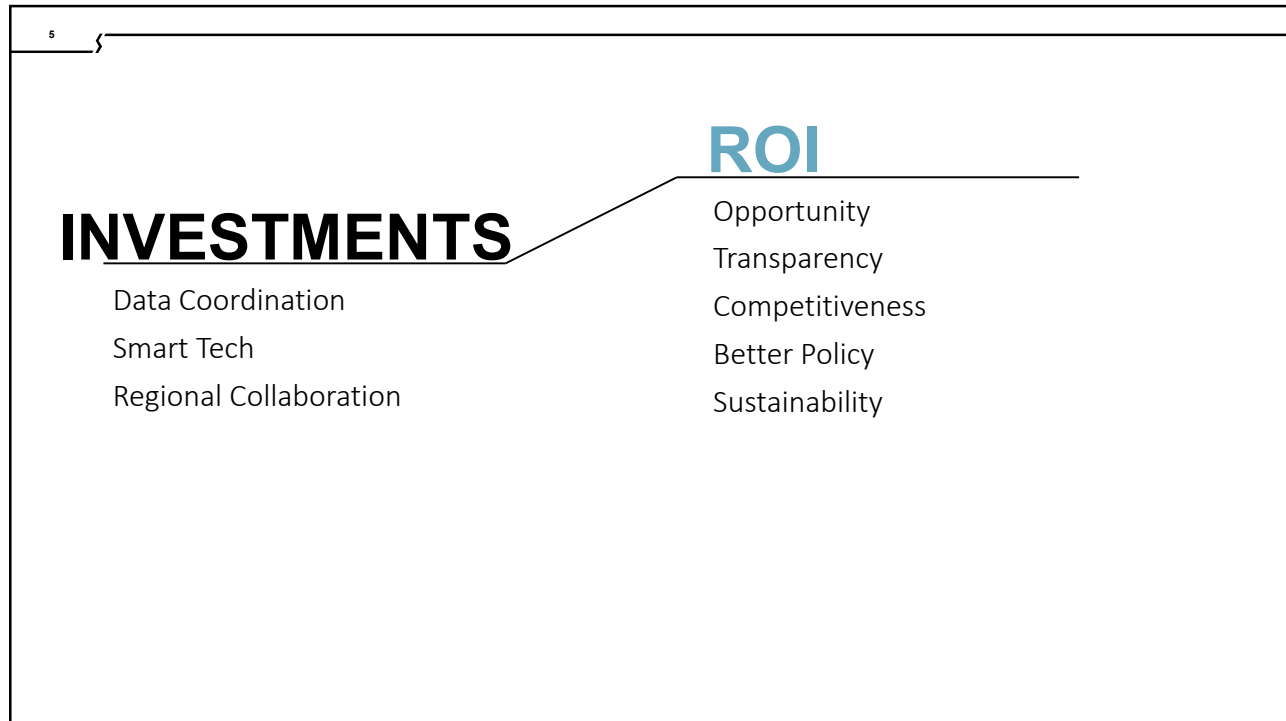 5
INVESTMENTS
Data Coordination
Smart Tech
Regional Collaboration
ROI
Opportunity
Transparency
Competitiveness
Better Policy
Sustainability